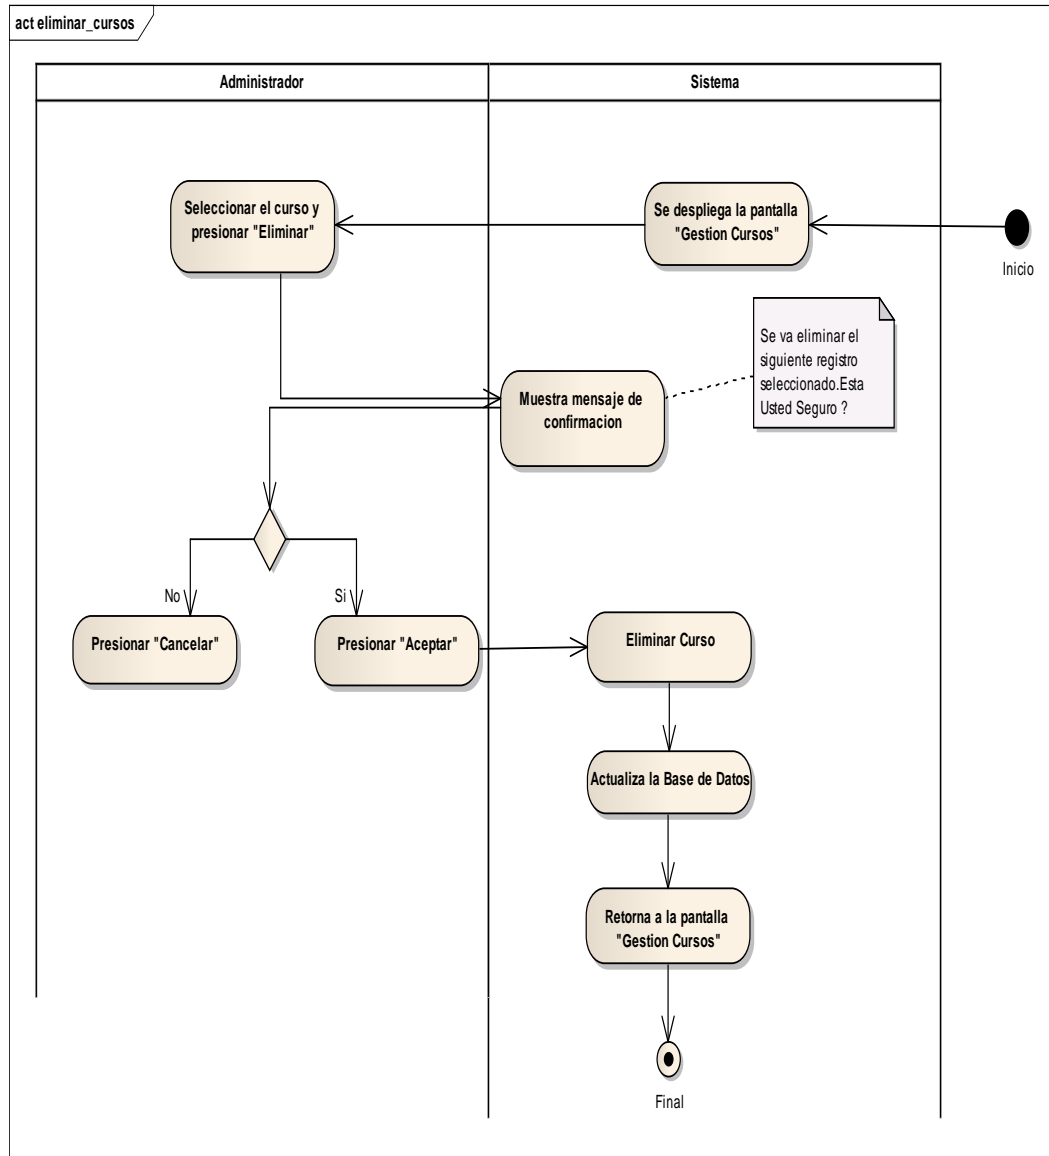 act eliminar_cursos
Administrador
Sistema
Seleccionar el curso y
presionar "Eliminar"
Se despliega la pantalla
"Gestion Cursos"
Inicio
Se va eliminar el
siguiente registro
seleccionado.Esta
Usted Seguro ?
Muestra mensaje de
confirmacion
No
Si
Presionar "Cancelar"
Presionar "Aceptar"
Eliminar Curso
Actualiza la Base de Datos
Retorna a la pantalla
"Gestion Cursos"
Final